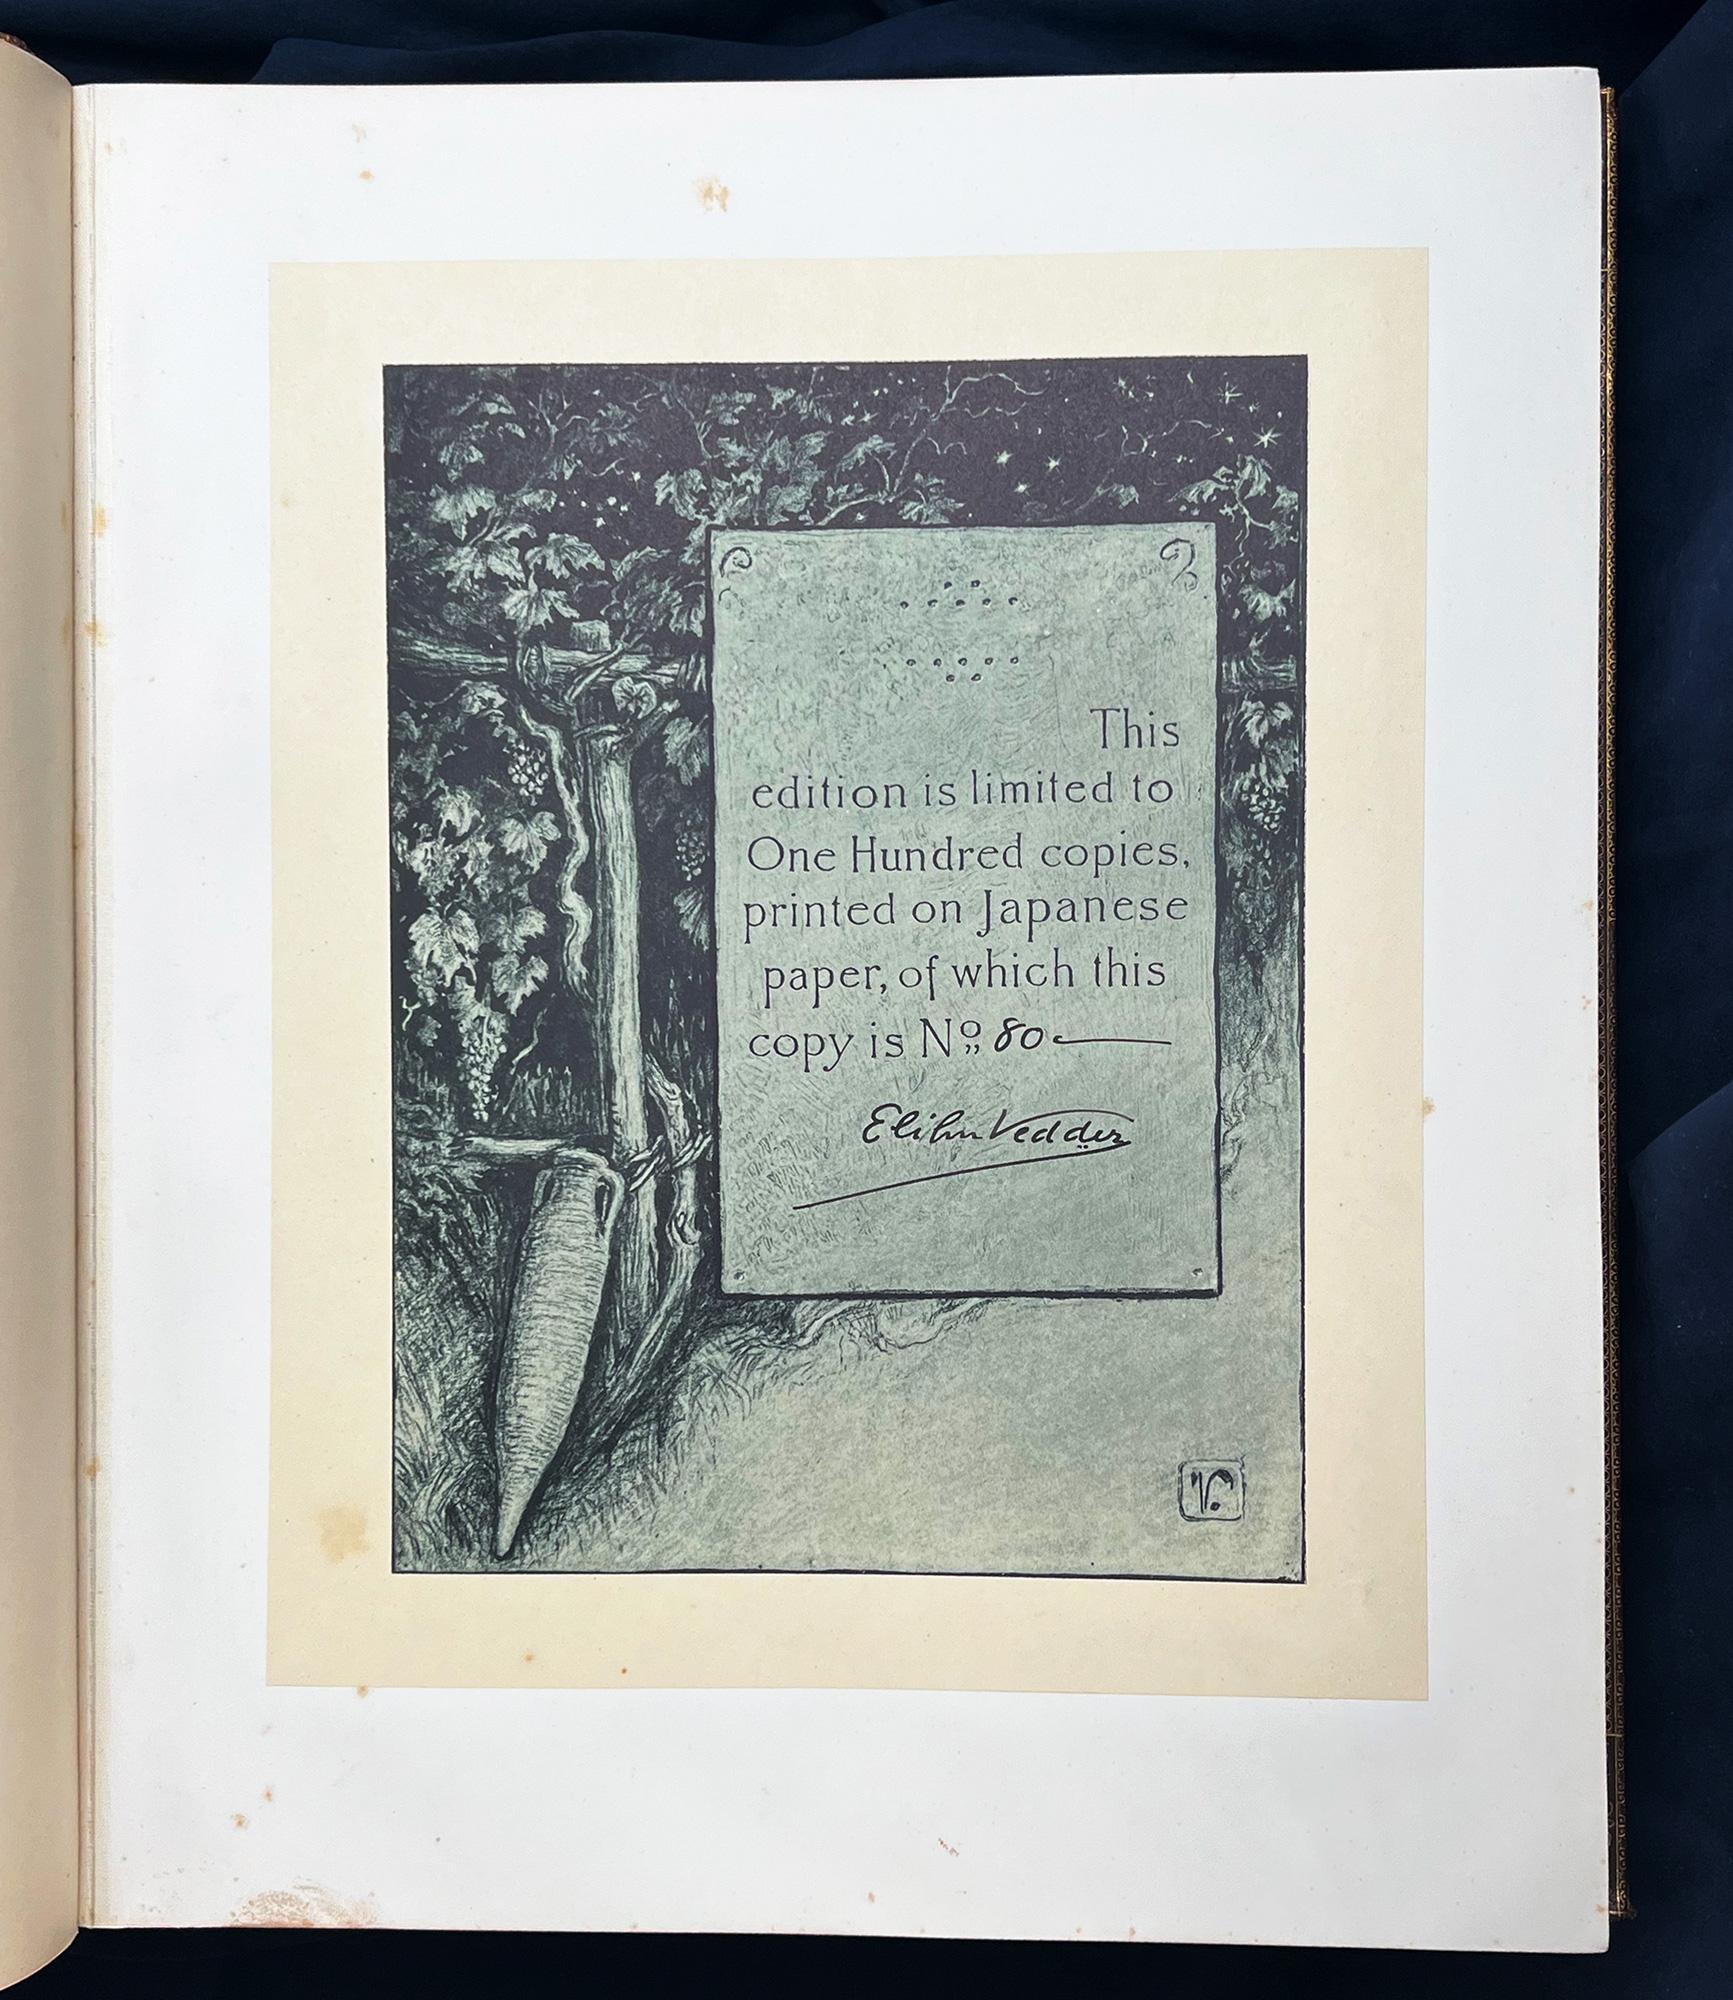 This
edition is limited to
One Hundred copies,
printed on Japanese
paper, of which this
copy is Nº 80
Elihu Vedder
V.